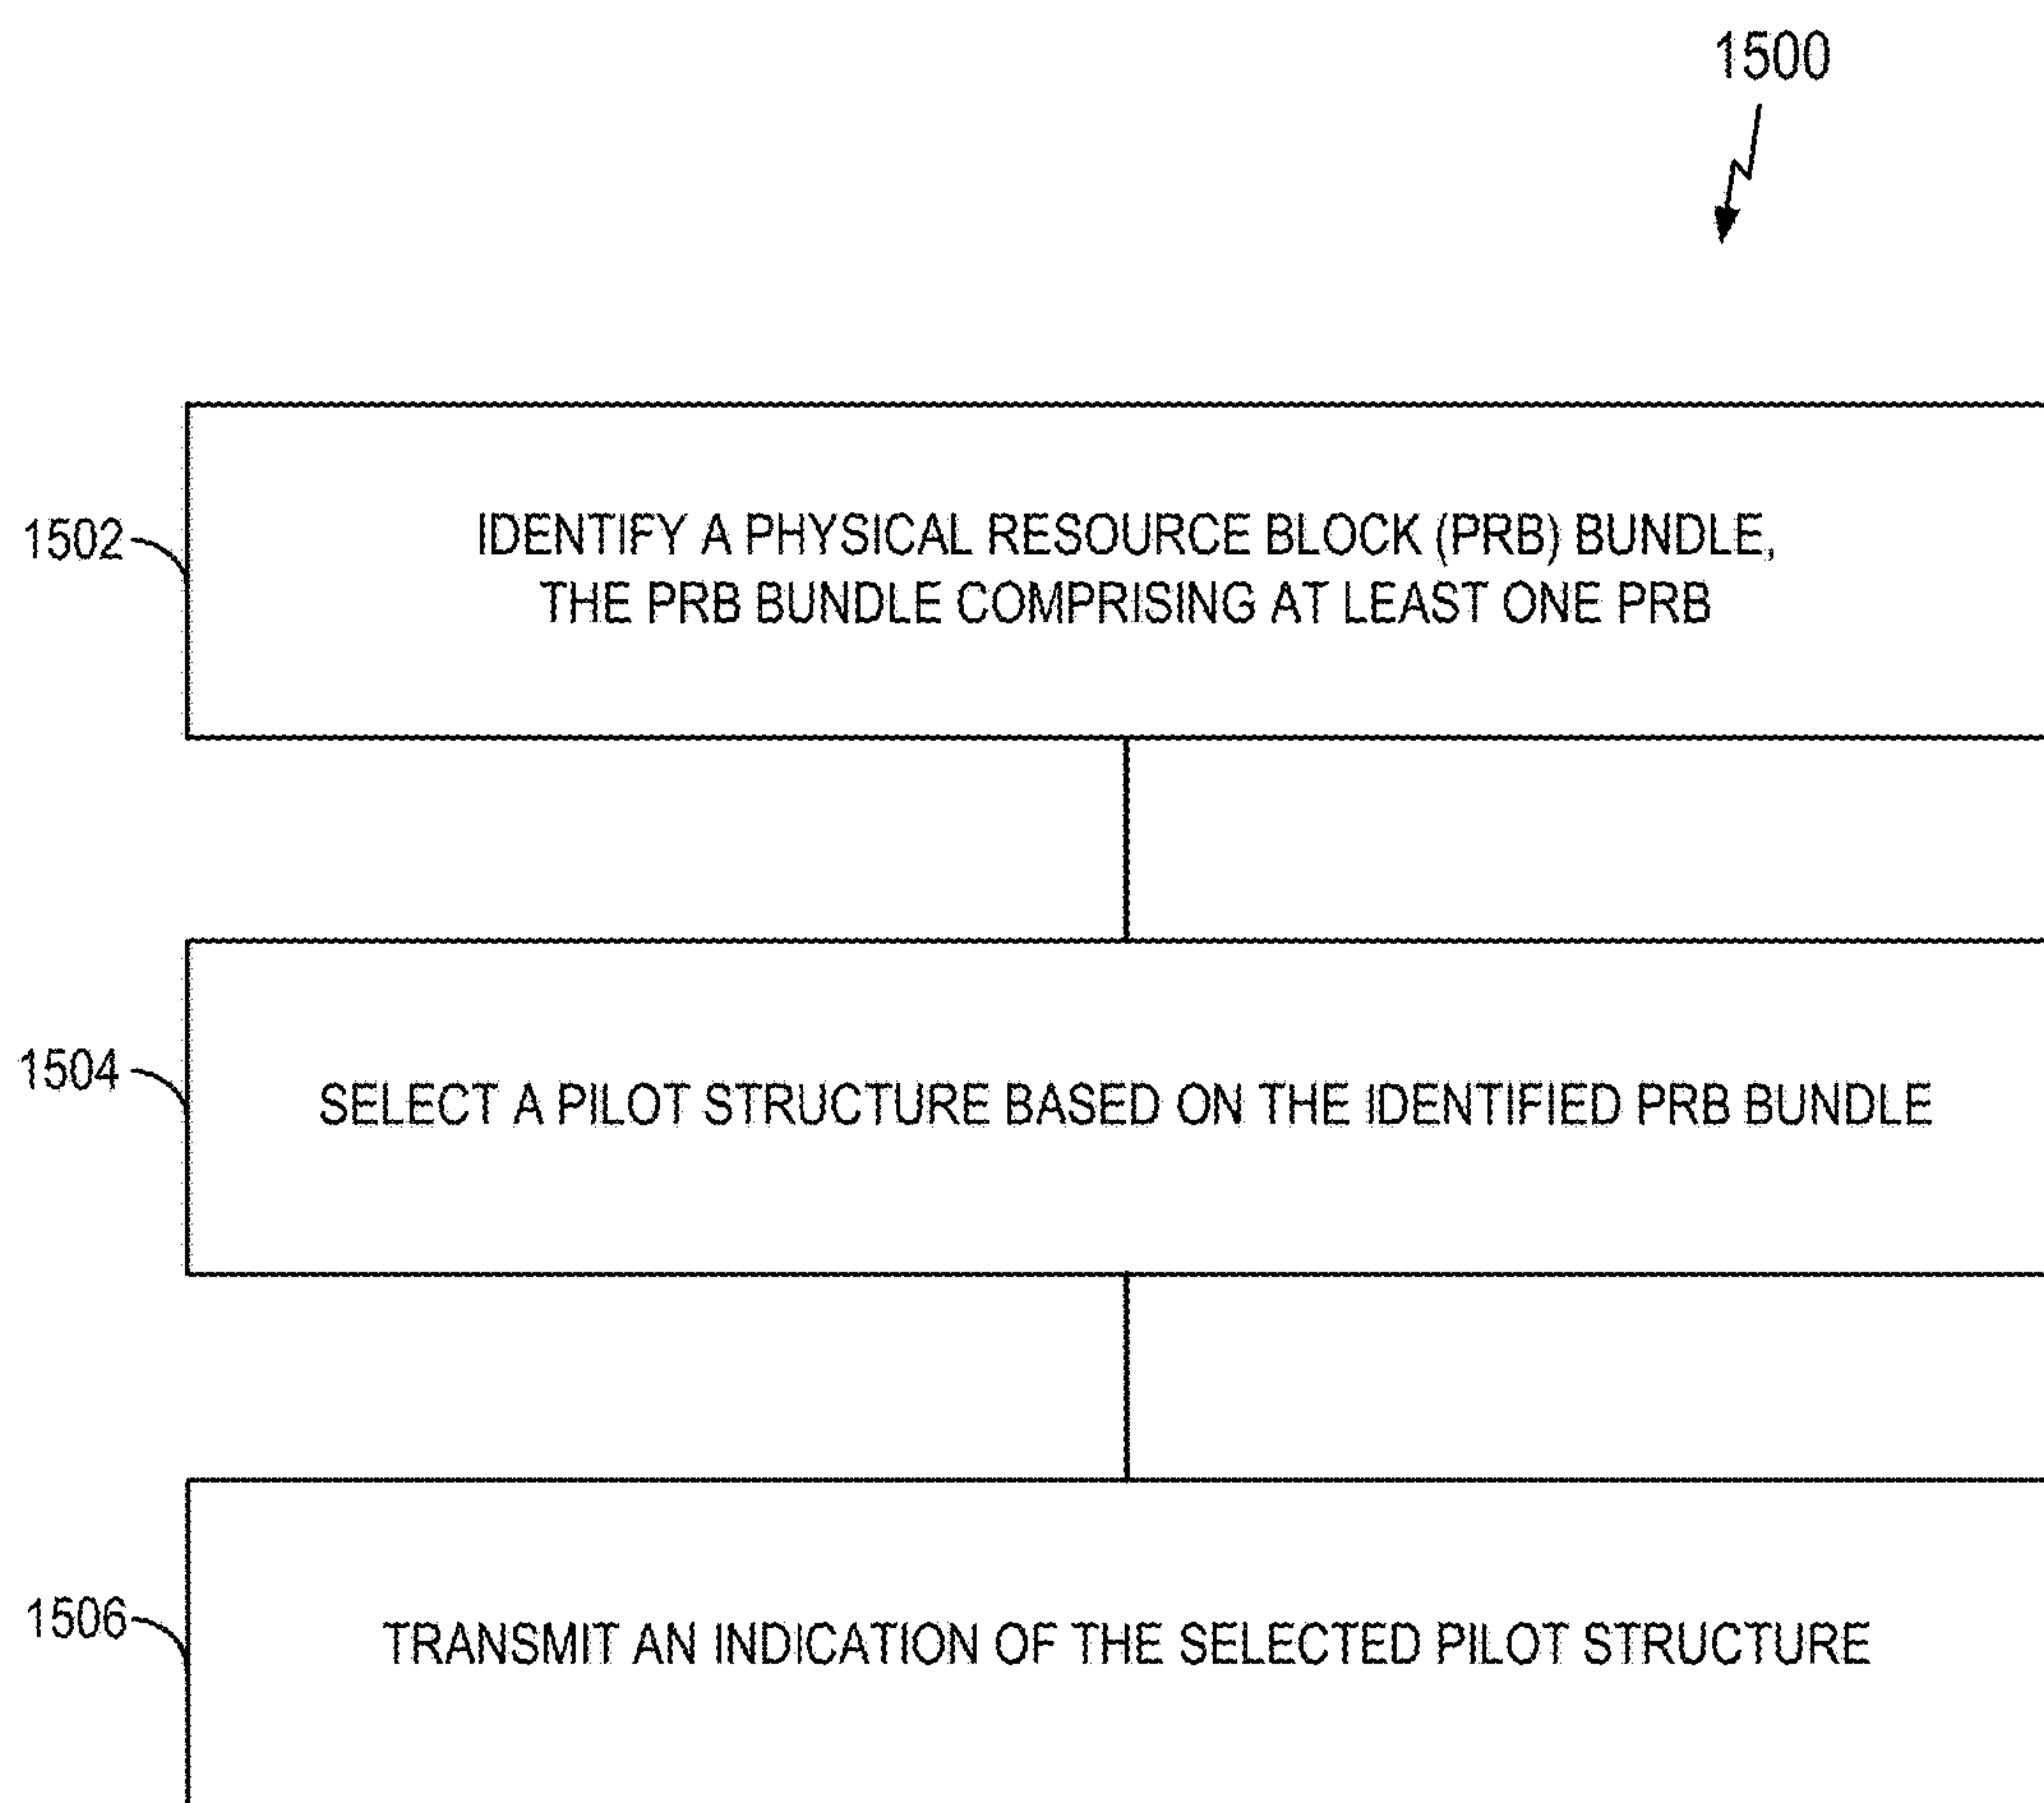 1500
1502
IDENTIFY A PHYSICAL RESOURCE BLOCK (PRB) BUNDLE,
THE PRB BUNDLE COMPRISING AT LEAST ONE PRB
1504
SELECT A PILOT STRUCTURE BASED ON THE IDENTIFIED PRB BUNDLE
1506
TRANSMIT AN INDICATION OF THE SELECTED PILOT STRUCTURE